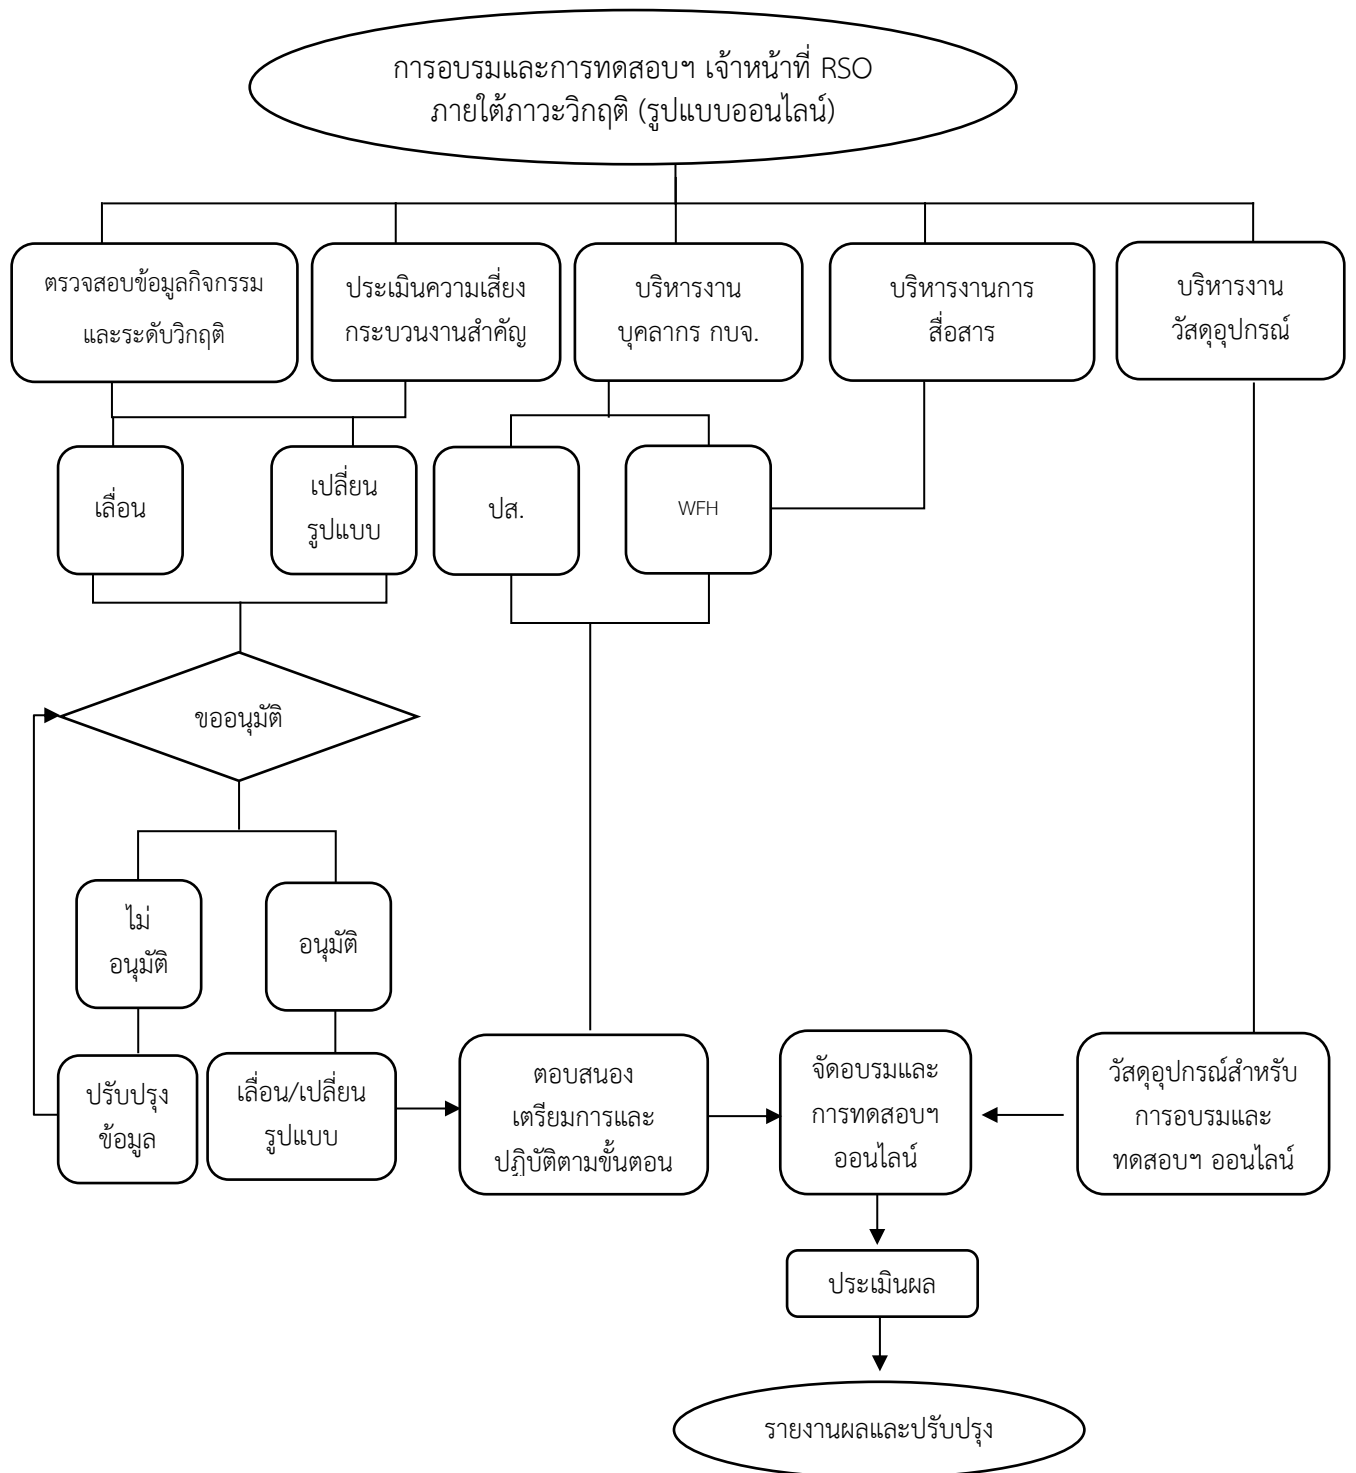 การอบรมและการทดสอบฯ เจ้าหน้าที่ RSO
ภายใต้ภาวะวิกฤติ (รูปแบบออนไลน์)
ตรวจสอบข้อมูลกิจกรรม
และระดับวิกฤติ
ประเมินความเสี่ยง
กระบวนงานสำคัญ
บริหารงาน
บุคลากร กบจ.
บริหารงานการ
สื่อสาร
บริหารงาน
วัสดุอุปกรณ์
เลื่อน
เปลี่ยน
รูปแบบ
ปส.
WFH
ขออนุมัติ
ไม่
อนุมัติ
อนุมัติ
ปรับปรุง
ข้อมูล
เลื่อน/เปลี่ยน
รูปแบบ
ตอบสนอง
เตรียมการและ
ปฏิบัติตามขั้นตอน
จัดอบรมและ
การทดสอบฯ
ออนไลน์
วัสดุอุปกรณ์สำหรับ
การอบรมและ
ทดสอบฯ ออนไลน์
ประเมินผล
รายงานผลและปรับปรุง